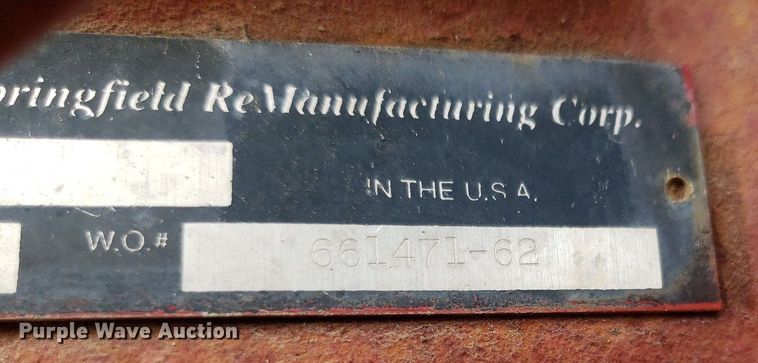 pringfield ReManufacturing Corp.
IN THE U.S.A.
W.O.# 661471-62
Purple Wave Auction